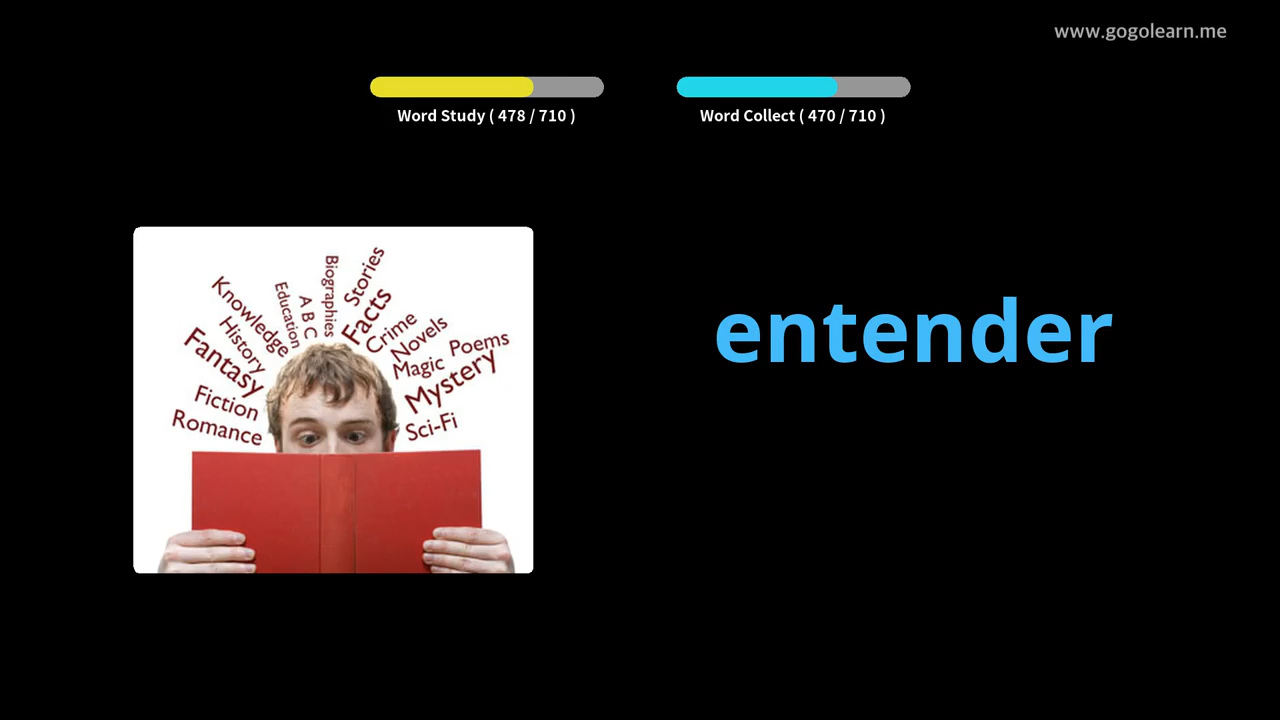 www.gogolearn.me
Word Study ( 478 / 710 )
Word Collect ( 470 / 710 )
entender
Biographies
Stories
Education
A B C
Facts
Knowledge
History
Crime
Novels
Poems
Fantasy
Magic
Mystery
Fiction
Romance
Sci-Fi